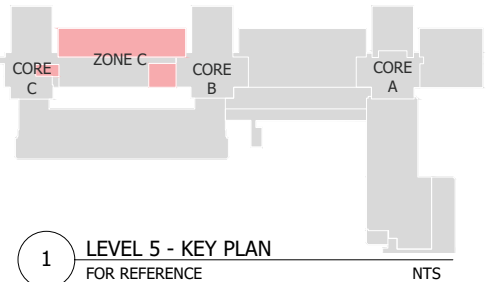 ZONE C
CORE
C
CORE
B
CORE
A
1
LEVEL 5 - KEY PLAN
FOR REFERENCE
NTS